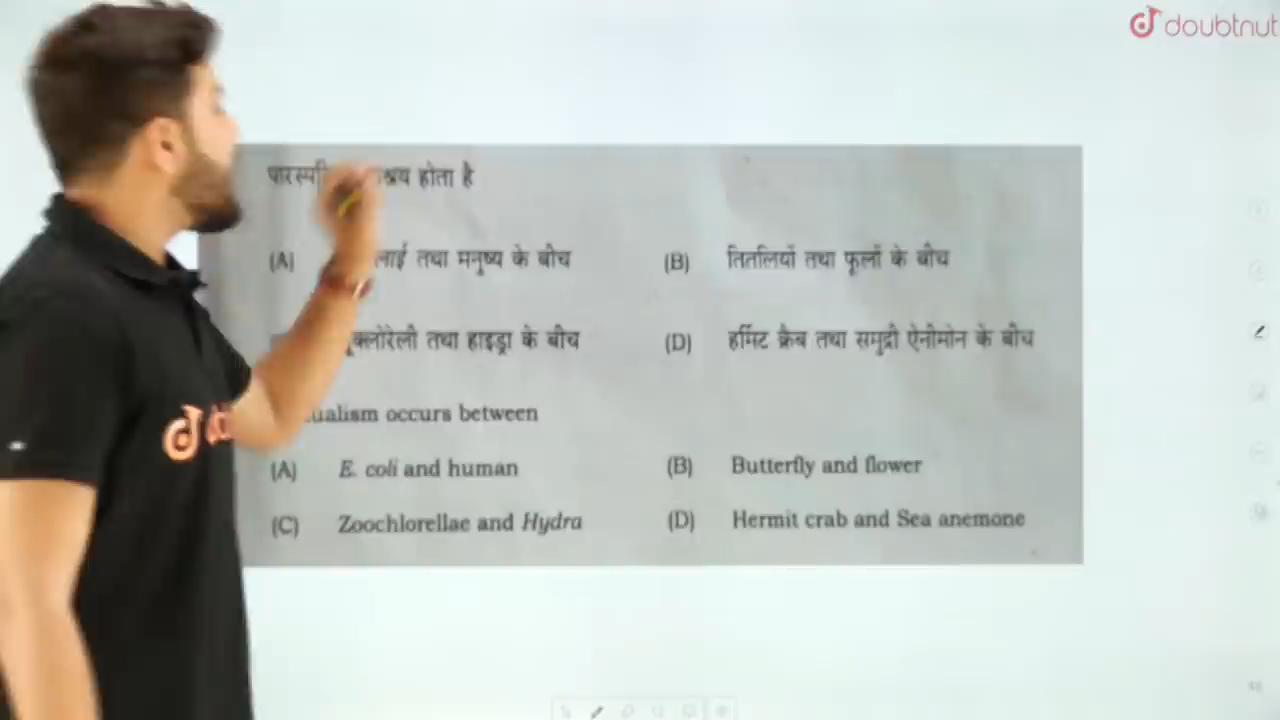 doubtnut
होता है
(A) तथा मनुष्य के बीच (B) तितलियों तथा फूलों के बीच
तथा हाइड्रा के बीच (D) हर्मिट क्रैब तथा समुद्री ऐनीमोन के बीच
occurs between
(A) E. coli and human (B) Butterfly and flower
(C) Zoochlorellae and Hydra (D) Hermit crab and Sea anemone